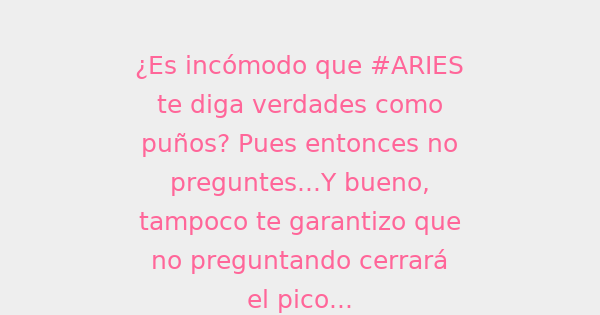 ¿Es incómodo que #ARIES
te diga verdades como
puños? Pues entonces no
preguntes...Y bueno,
tampoco te garantizo que
no preguntando cerrará
el pico...